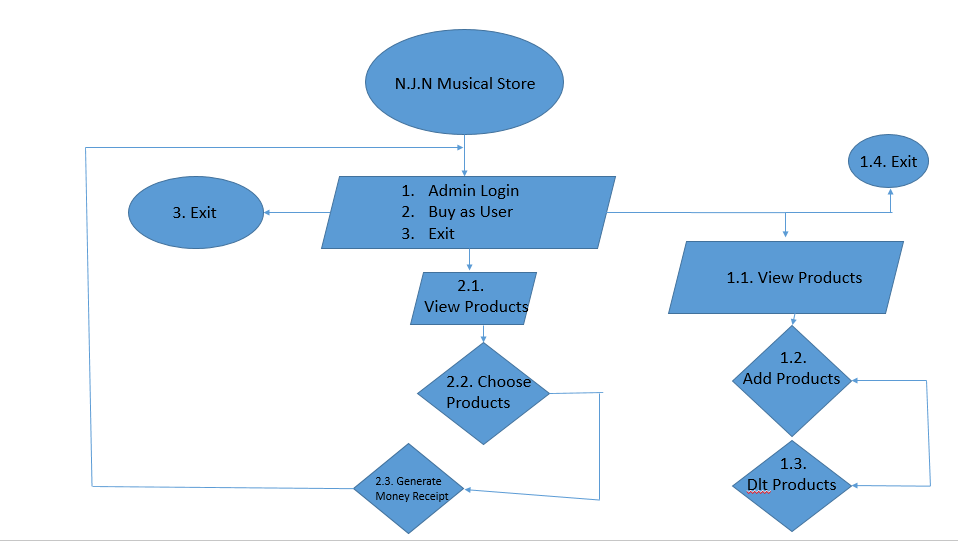 N.J.N Musical Store
1.4. Exit
3. Exit
1. Admin Login
2. Buy as User
3. Exit
2.1.
View Products
1.1. View Products
2.2. Choose
Products
1.2.
Add Products
2.3. Generate
Money Receipt
1.3.
Dlt Products